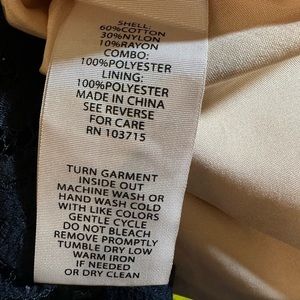 SHELL:
60%COTTON
30%NYLON
10%RAYON
COMBO:
100%POLYESTER
LINING:
100%POLYESTER
MADE IN CHINA
SEE REVERSE
FOR CARE
RN 103715
TURN GARMENT
INSIDE OUT
MACHINE WASH OR
HAND WASH COLD
WITH LIKE COLORS
GENTLE CYCLE
DO NOT BLEACH
REMOVE PROMPTLY
TUMBLE DRY LOW
WARM IRON
IF NEEDED
OR DRY CLEAN